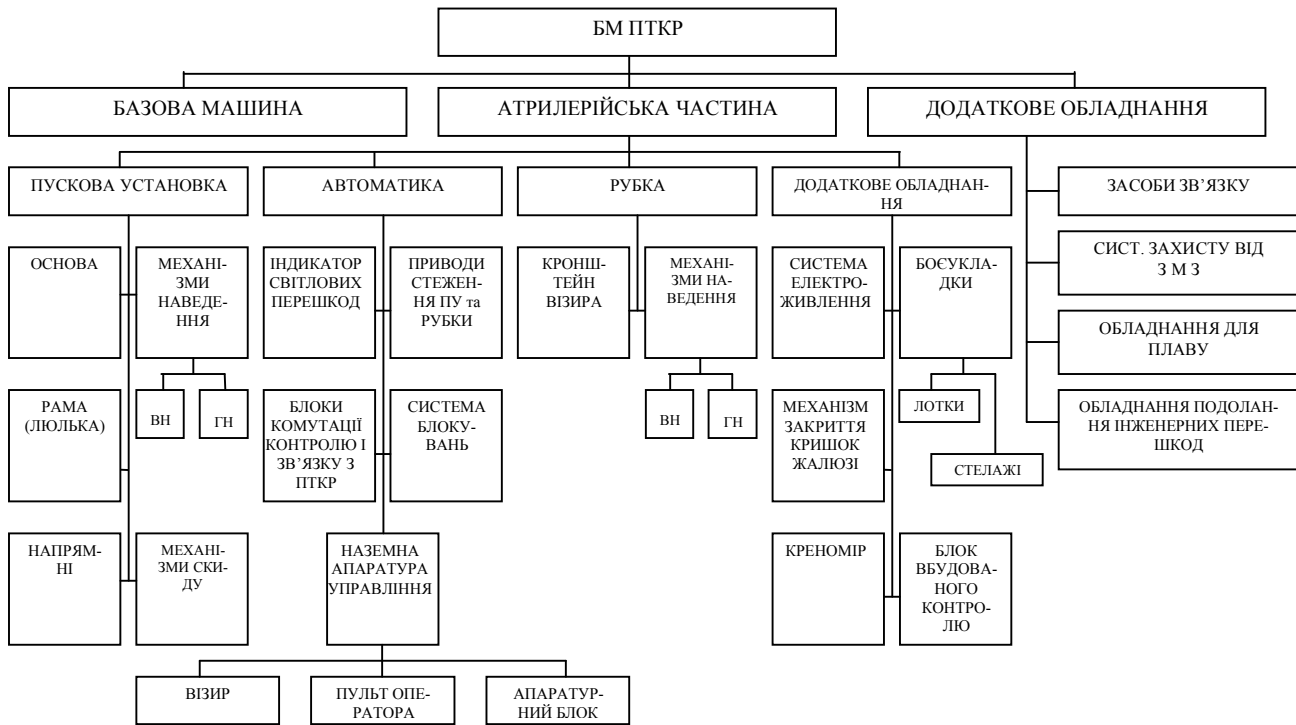 БМ ПТКР
БАЗОВА МАШИНА
АТРИЛЕРІЙСЬКА ЧАСТИНА
ДОДАТКОВЕ ОБЛАДНАННЯ
ПУСКОВА УСТАНОВКА
АВТОМАТИКА
РУБКА
ДОДАТКОВЕ ОБЛАДНАН-
НЯ
ЗАСОБИ ЗВ’ЯЗКУ
СИСТ. ЗАХИСТУ ВІД
З М З
ОБЛАДНАННЯ ДЛЯ
ПЛАВУ
ОБЛАДНАННЯ ПОДОЛАН-
НЯ ІНЖЕНЕРНИХ ПЕРЕ-
ШКОД
ОСНОВА
МЕХАНІ-
ЗМИ
НАВЕДЕ-
ННЯ
ІНДИКАТОР
СВІТЛОВИХ
ПЕРЕШКОД
ПРИВОДИ
СТЕЖЕН-
НЯ ПУ та
РУБКИ
КРОНШ-
ТЕЙН
ВІЗИРА
МЕХАНІ-
ЗМИ НА-
ВЕДЕННЯ
СИСТЕМА
ЕЛЕКТРО-
ЖИВЛЕННЯ
БОЄУКЛА-
ДКИ
ВН
ГН
ВН
ГН
ЛОТКИ
СТЕЛАЖІ
РАМА
(ЛЮЛЬКА)
БЛОКИ
КОМУТАЦІЇ
КОНТРОЛЮ І
ЗВ’ЯЗКУ З
ПТКР
СИСТЕМА
БЛОКУ-
ВАНЬ
МЕХАНІЗМ
ЗАКРИТТЯ
КРИШОК
ЖАЛЮЗІ
НАПРЯМ-
НІ
МЕХАНІ-
ЗМИ СКИ-
ДУ
НАЗЕМНА
АПАРАТУРА
УПРАВЛІННЯ
КРЕНОМІР
БЛОК
ВБУДОВА-
НОГО
КОНТРО-
ЛЮ
ВІЗИР
ПУЛЬТ ОПЕ-
РАТОРА
АПАРАТУР-
НИЙ БЛОК